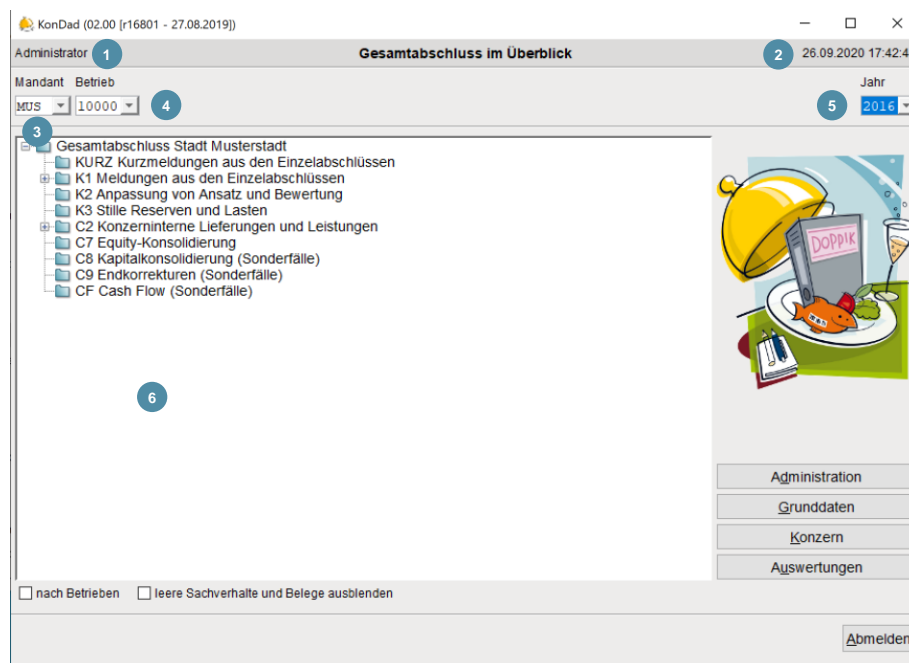 KonDad (02.00 [r16801 - 27.08.2019])
Administrator 1 Gesamtabschluss im Überblick 2 26.09.2020 17:42:4
Mandant Betrieb Jahr
MUS 10000 4 5 2016
3
Gesamtabschluss Stadt Musterstadt
KURZ Kurzmeldungen aus den Einzelabschlüssen
K1 Meldungen aus den Einzelabschlüssen
K2 Anpassung von Ansatz und Bewertung
K3 Stille Reserven und Lasten
C2 Konzerninterne Lieferungen und Leistungen
C7 Equity-Konsolidierung
C8 Kapitalkonsolidierung (Sonderfälle)
C9 Endkorrekturen (Sonderfälle)
CF Cash Flow (Sonderfälle)
DOPPIK
6
Administration
Grunddaten
Konzern
Auswertungen
nach Betrieben leere Sachverhalte und Belege ausblenden
Abmelden